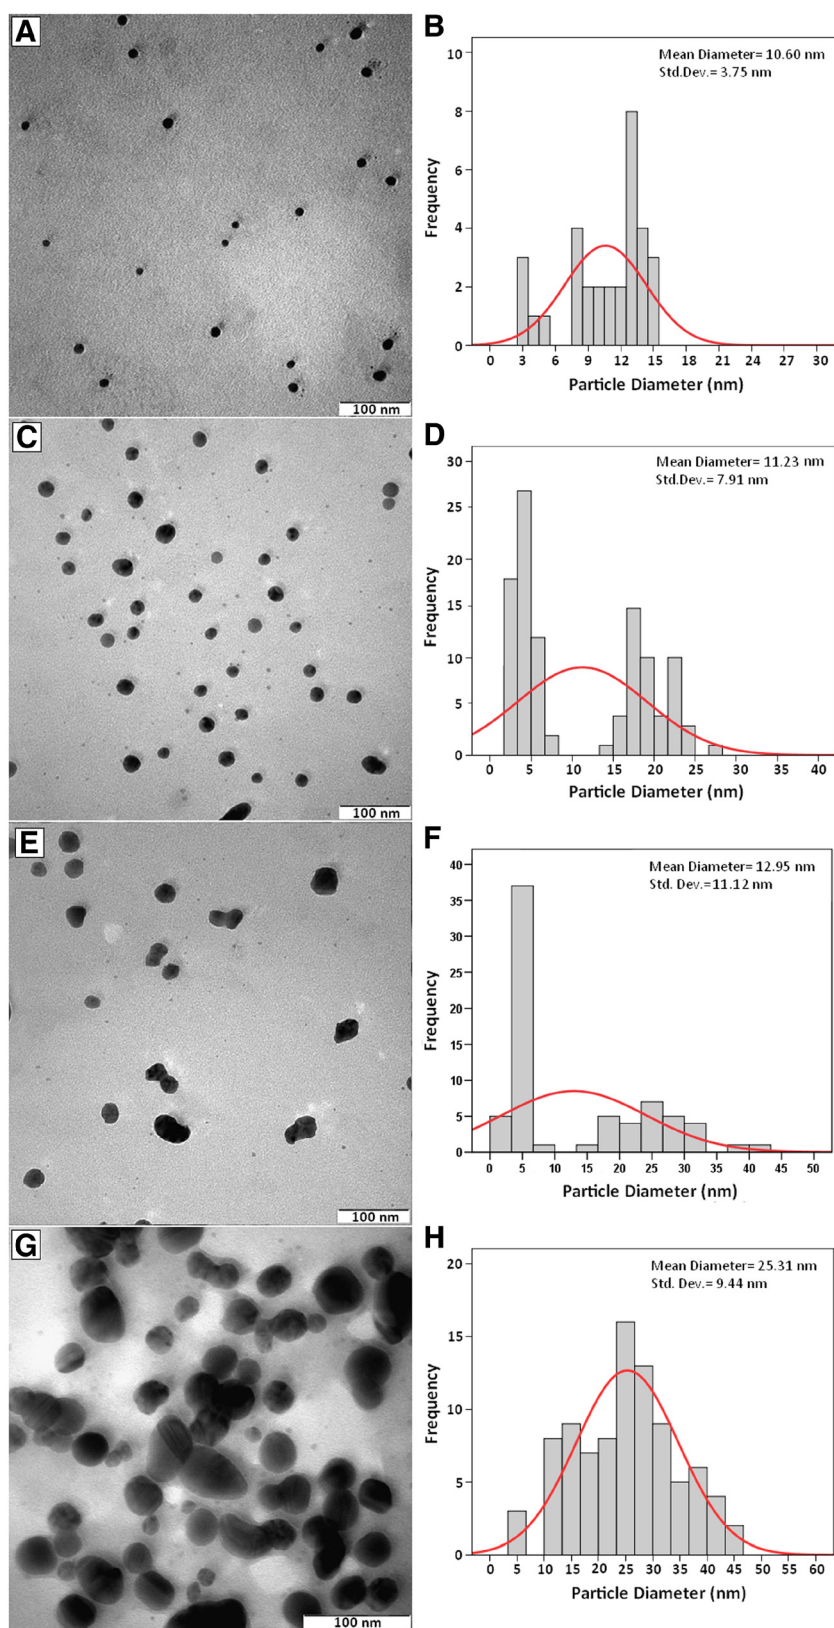 A
100 nm
B
Mean Diameter= 10.60 nm
Std.Dev.= 3.75 nm
Frequency
10
8
6
4
2
0
0 3 6 9 12 15 18 21 24 27 30
Particle Diameter (nm)
C
100 nm
D
Mean Diameter= 11.23 nm
Std.Dev.= 7.91 nm
Frequency
30
25
20
15
10
5
0
0 5 10 15 20 25 30 35 40
Particle Diameter (nm)
E
100 nm
F
Mean Diameter= 12.95 nm
Std. Dev.=11.12 nm
Frequency
40
35
30
25
20
15
10
5
0
0 5 10 15 20 25 30 35 40 45 50
Particle Diameter (nm)
G
100 nm
H
Mean Diameter= 25.31 nm
Std. Dev.= 9.44 nm
Frequency
20
15
10
5
0
0 5 10 15 20 25 30 35 40 45 50 55 60
Particle Diameter (nm)